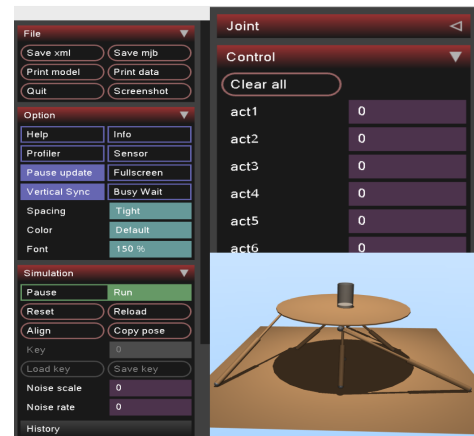 File
Save xml Save mjb
Print model Print data
Quit Screenshot
Option
Help Info
Profiler Sensor
Pause update Fullscreen
Vertical Sync Busy Wait
Spacing Tight
Color Default
Font 150 %
Simulation
Pause Run
Reset Reload
Align Copy pose
Key 0
Load key Save key
Noise scale 0
Noise rate 0
History
Joint
Control
Clear all
act1 0
act2 0
act3 0
act4 0
act5 0
act6 0